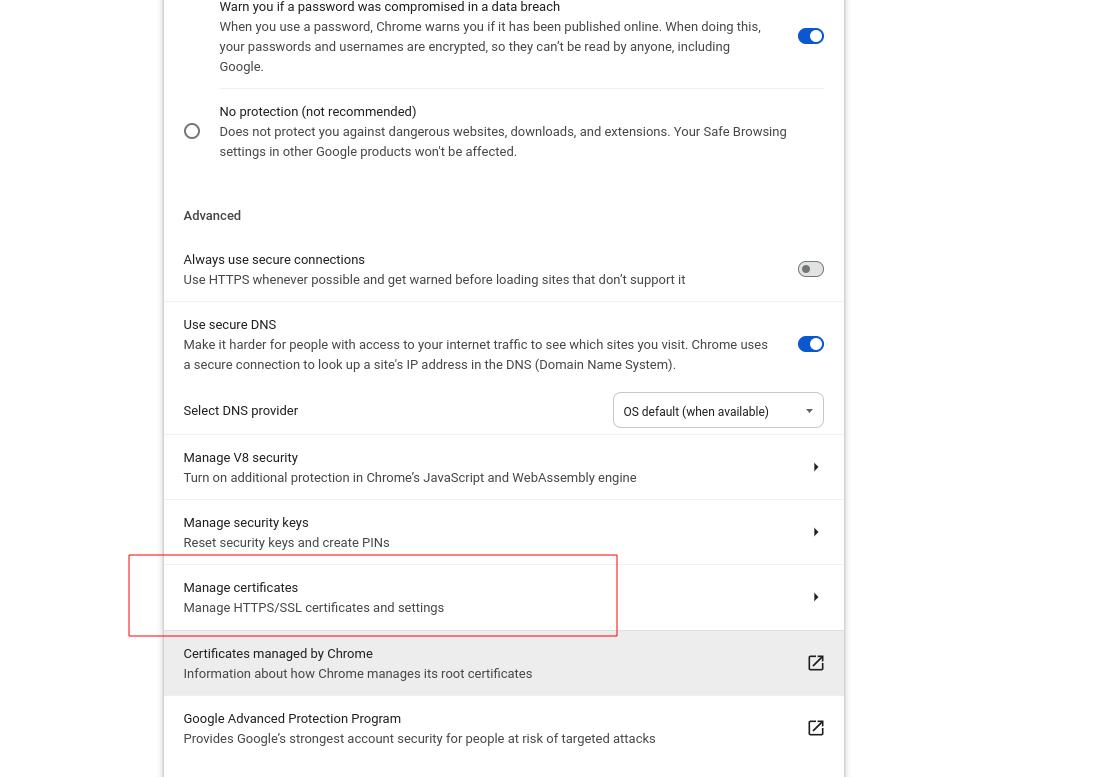 Warn you if a password was compromised in a data breach
When you use a password, Chrome warns you if it has been published online. When doing this,
your passwords and usernames are encrypted, so they can't be read by anyone, including
Google.
No protection (not recommended)
Does not protect you against dangerous websites, downloads, and extensions. Your Safe Browsing
settings in other Google products won't be affected.
Advanced
Always use secure connections
Use HTTPS whenever possible and get warned before loading sites that don't support it
Use secure DNS
Make it harder for people with access to your internet traffic to see which sites you visit. Chrome uses
a secure connection to look up a site's IP address in the DNS (Domain Name System).
Select DNS provider
OS default (when available)
Manage V8 security
Turn on additional protection in Chrome's JavaScript and WebAssembly engine
Manage security keys
Reset security keys and create PINs
Manage certificates
Manage HTTPS/SSL certificates and settings
Certificates managed by Chrome
Information about how Chrome manages its root certificates
Google Advanced Protection Program
Provides Google's strongest account security for people at risk of targeted attacks